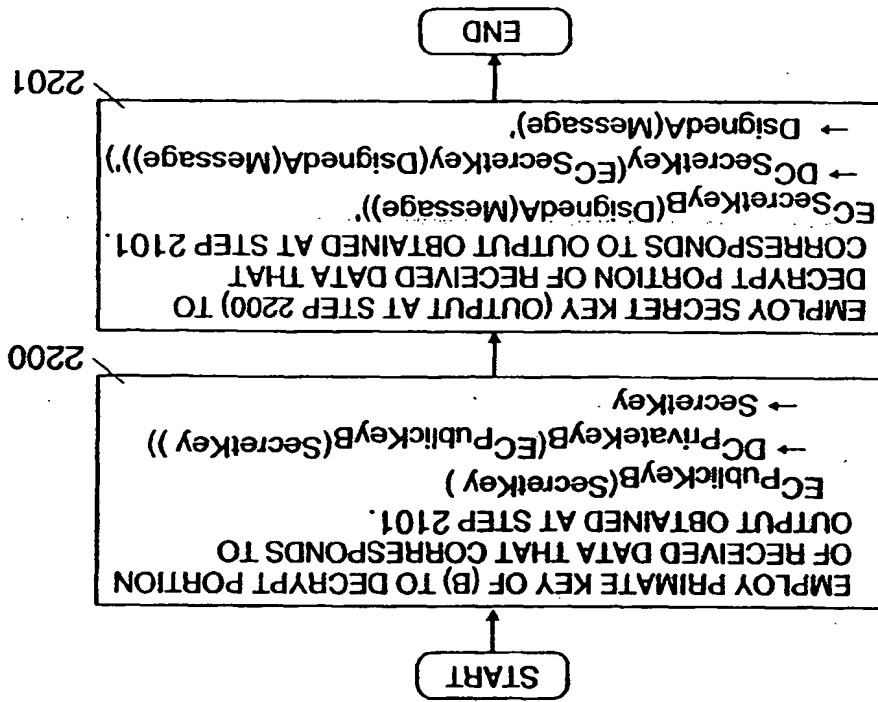 START
2200
EMPLOY PRIMATE KEY OF (B) TO DECRYPT PORTION
OF RECEIVED DATA THAT CORRESPONDS TO
OUTPUT OBTAINED AT STEP 2101.
ECPublicKeyB(SecretKey )
→ DCPrivateKeyB(ECPublicKeyB(SecretKey ))
→ SecretKey
2201
EMPLOY SECRET KEY (OUTPUT AT STEP 2200) TO
DECRYPT PORTION OF RECEIVED DATA THAT
CORRESPONDS TO OUTPUT OBTAINED AT STEP 2101.
ECSecretKeyB(DsignedA(Message))'
→ DCSecretKey(ECSecretKey(DsignedA(Message))')
→ DsignedA(Message)'
END